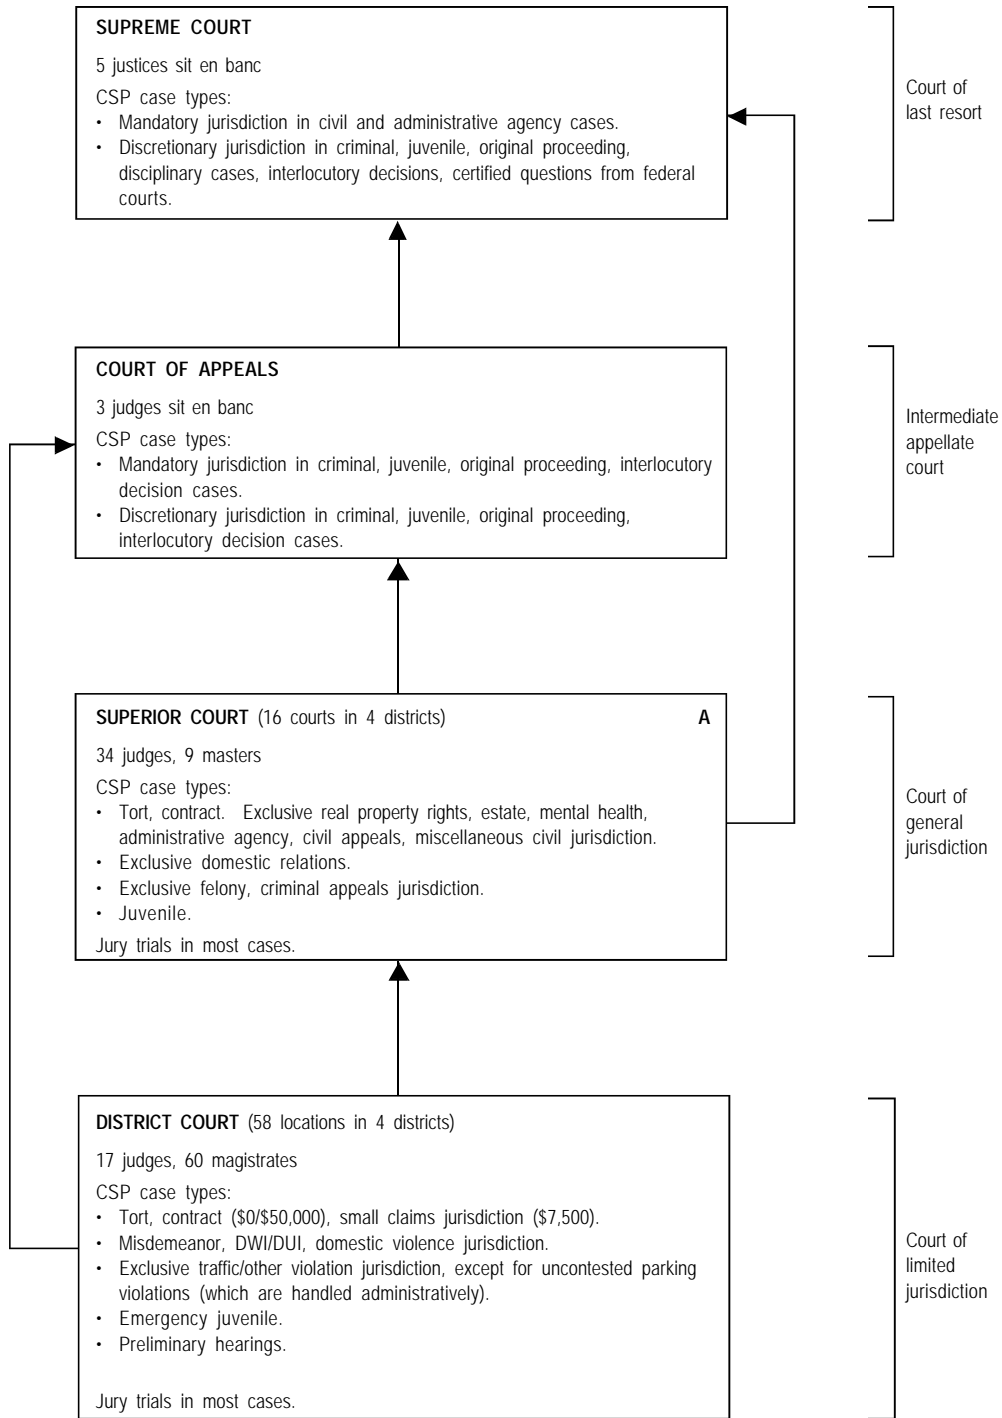 SUPREME COURT
5 justices sit en banc
CSP case types:
• Mandatory jurisdiction in civil and administrative agency cases.
• Discretionary jurisdiction in criminal, juvenile, original proceeding,
disciplinary cases, interlocutory decisions, certified questions from federal
courts.
Court of
last resort
COURT OF APPEALS
3 judges sit en banc
CSP case types:
• Mandatory jurisdiction in criminal, juvenile, original proceeding, interlocutory
decision cases.
• Discretionary jurisdiction in criminal, juvenile, original proceeding,
interlocutory decision cases.
Intermediate
appellate
court
SUPERIOR COURT (16 courts in 4 districts) A
34 judges, 9 masters
CSP case types:
• Tort, contract. Exclusive real property rights, estate, mental health,
administrative agency, civil appeals, miscellaneous civil jurisdiction.
• Exclusive domestic relations.
• Exclusive felony, criminal appeals jurisdiction.
• Juvenile.
Jury trials in most cases.
Court of
general
jurisdiction
DISTRICT COURT (58 locations in 4 districts)
17 judges, 60 magistrates
CSP case types:
• Tort, contract ($0/$50,000), small claims jurisdiction ($7,500).
• Misdemeanor, DWI/DUI, domestic violence jurisdiction.
• Exclusive traffic/other violation jurisdiction, except for uncontested parking
violations (which are handled administratively).
• Emergency juvenile.
• Preliminary hearings.
Jury trials in most cases.
Court of
limited
jurisdiction